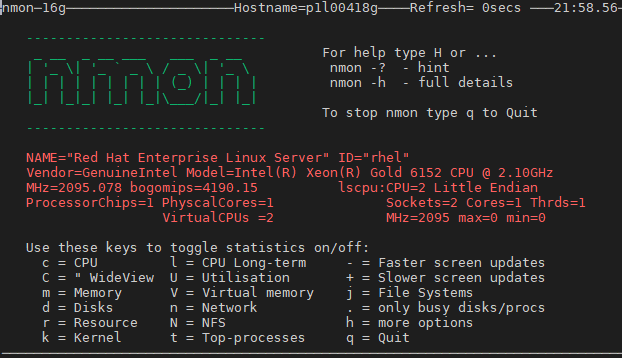 nmon─16g─────────────────────Hostname=p1l00418g────Refresh= 0secs ───21:58.56─
------------------------------
nmon
For help type H or ...
nmon -?  - hint
nmon -h  - full details
To stop nmon type q to Quit
------------------------------
NAME="Red Hat Enterprise Linux Server" ID="rhel"
Vendor=GenuineIntel Model=Intel(R) Xeon(R) Gold 6152 CPU @ 2.10GHz
MHz=2095.078 bogomips=4190.15          lscpu:CPU=2 Little Endian
ProcessorChips=1 PhyscalCores=1              Sockets=2 Cores=1 Thrds=1
VirtualCPUs =2              MHz=2095 max=0 min=0
Use these keys to toggle statistics on/off:
c = CPU         l = CPU Long-term     - = Faster screen updates
C = " WideView  U = Utilisation       + = Slower screen updates
m = Memory      V = Virtual memory    j = File Systems
d = Disks       n = Network           . = only busy disks/procs
r = Resource    N = NFS               h = more options
k = Kernel      t = Top-processes     q = Quit